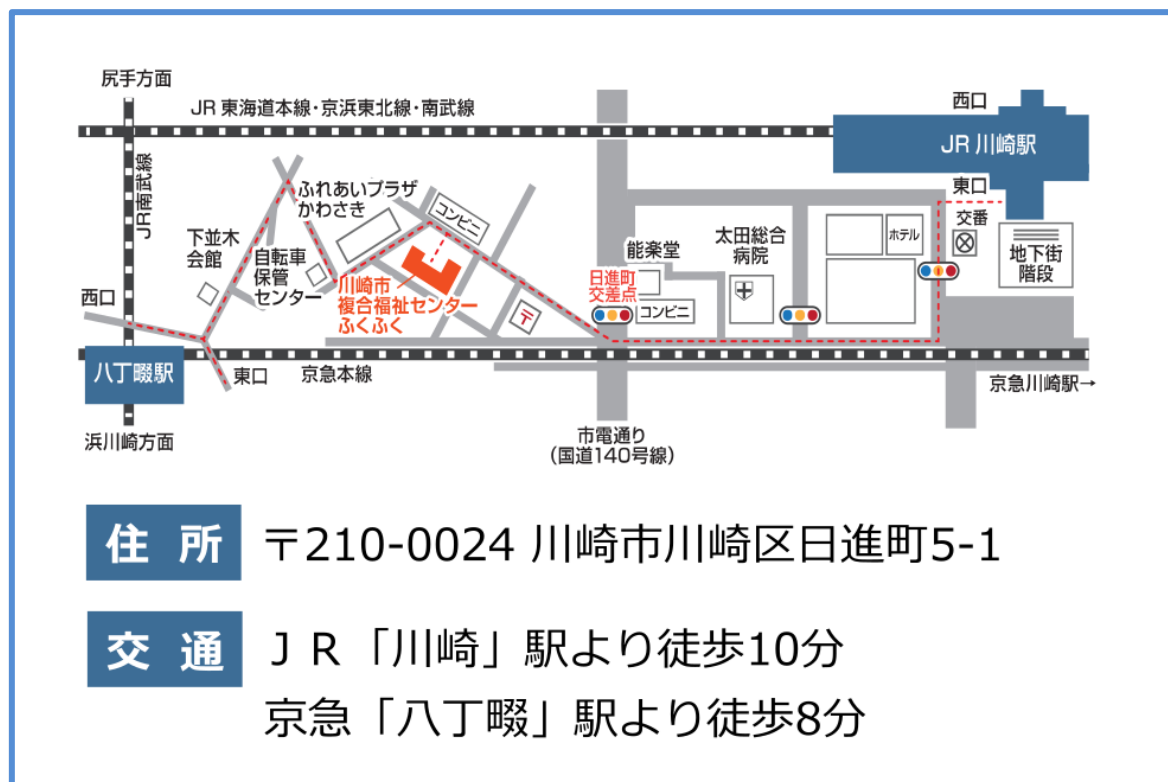 尻手方面
JR 東海道本線・京浜東北線・南武線
西口
JR 川崎駅
JR南武線
東口
ふれあいプラザ
かわさき
コンビニ
下並木
会館
自転車
保管
センター
交番
ホテル
太田総合
病院
能楽堂
地下街
階段
川崎市
複合福祉センター
ふくふく
日進町
交差点
コンビニ
〒
西口
八丁畷駅
東口
京急本線
京急川崎駅→
浜川崎方面
市電通り
(国道140号線)
住 所
〒210-0024 川崎市川崎区日進町5-1
交 通
ＪＲ「川崎」駅より徒歩10分
京急「八丁畷」駅より徒歩8分